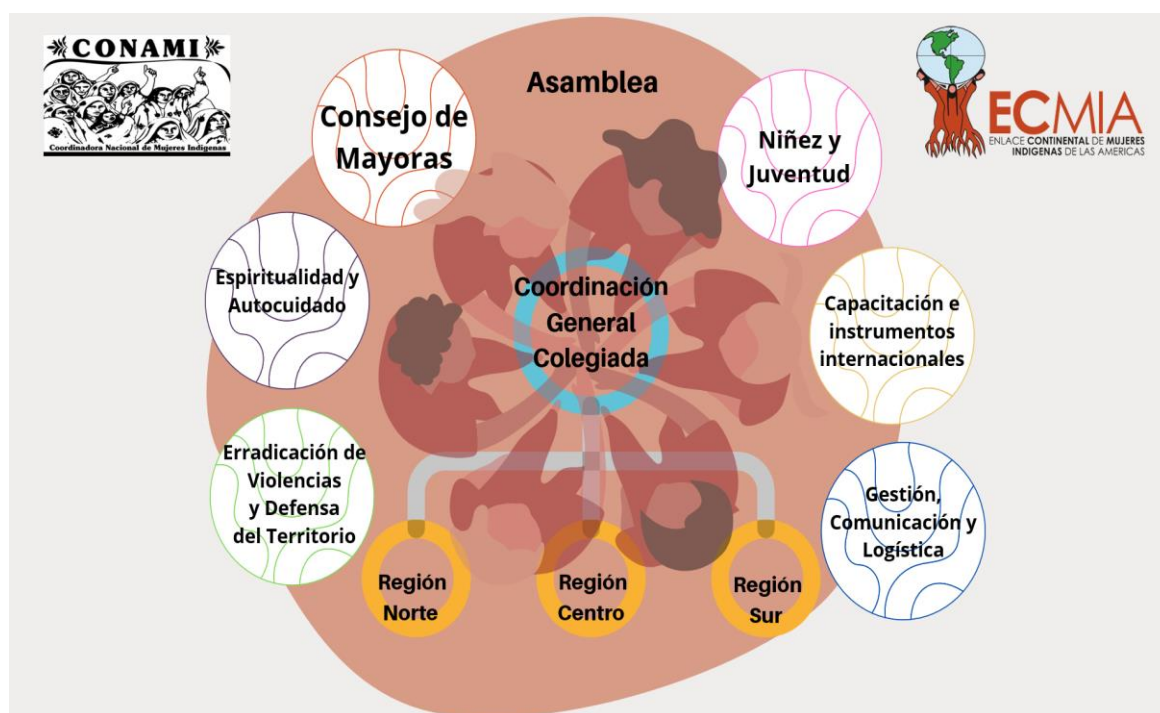 CONAMI
Coordinadora Nacional de Mujeres Indígenas
Asamblea
ECMIA
ENLACE CONTINENTAL DE MUJERES
INDIGENAS DE LAS AMERICAS
Consejo de
Mayoras
Niñez y
Juventud
Espiritualidad y
Autocuidado
Coordinación
General
Colegiada
Capacitación e
instrumentos
internacionales
Erradicación de
Violencias
y Defensa
del Territorio
Gestión,
Comunicación y
Logística
Región
Norte
Región
Centro
Región
Sur